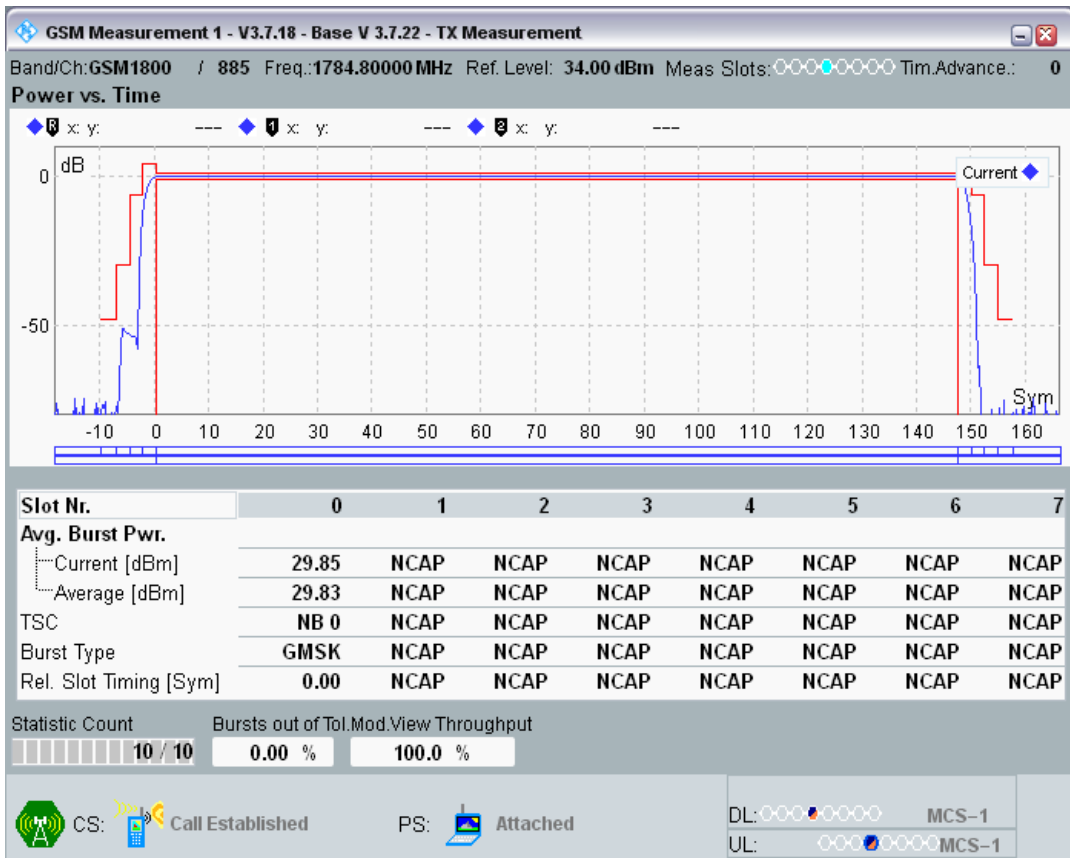 GSM Measurement 1 - V3.7.18 - Base V 3.7.22 - TX Measurement
Band/Ch:GSM1800 / 885 Freq.:1784.80000 MHz Ref. Level: 34.00 dBm Meas Slots: Tim.Advance.: 0
Power vs. Time
R x: y: --- 1 x: y: --- 2 x: y: ---
dB
Current
0
-50
Sym
-10 0 10 20 30 40 50 60 70 80 90 100 110 120 130 140 150 160
Slot Nr. 0 1 2 3 4 5 6 7
Avg. Burst Pwr.
Current [dBm] 29.85 NCAP NCAP NCAP NCAP NCAP NCAP NCAP
Average [dBm] 29.83 NCAP NCAP NCAP NCAP NCAP NCAP NCAP
TSC NB 0 NCAP NCAP NCAP NCAP NCAP NCAP NCAP
Burst Type GMSK NCAP NCAP NCAP NCAP NCAP NCAP NCAP
Rel. Slot Timing [Sym] 0.00 NCAP NCAP NCAP NCAP NCAP NCAP NCAP
Statistic Count Bursts out of Tol.Mod.View Throughput
10 / 10 0.00 % 100.0 %
CS: Call Established PS: Attached
DL: MCS-1
UL: MCS-1